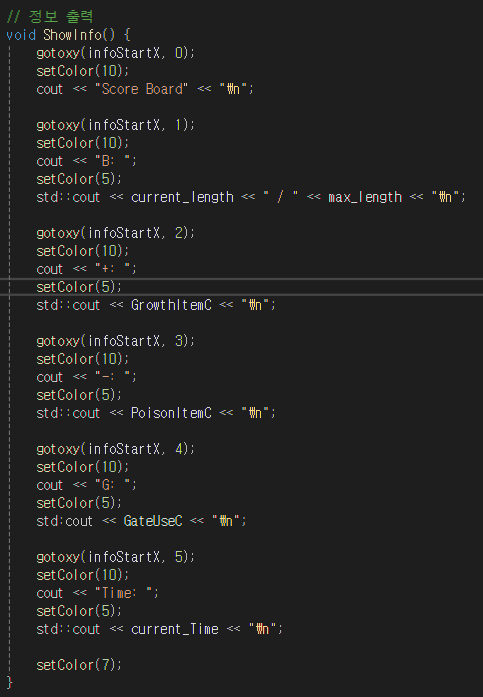 // 정보 출력
void ShowInfo() {
gotoxy(infoStartX, 0);
setColor(10);
cout << "Score Board" << "₩n";
gotoxy(infoStartX, 1);
setColor(10);
cout << "B: ";
setColor(5);
std::cout << current_length << " / " << max_length << "₩n";
gotoxy(infoStartX, 2);
setColor(10);
cout << "+: ";
setColor(5);
std::cout << GrowthItemC << "₩n";
gotoxy(infoStartX, 3);
setColor(10);
cout << "-: ";
setColor(5);
std::cout << PoisonItemC << "₩n";
gotoxy(infoStartX, 4);
setColor(10);
cout << "G: ";
setColor(5);
std:cout << GateUseC << "₩n";
gotoxy(infoStartX, 5);
setColor(10);
cout << "Time: ";
setColor(5);
std::cout << current_Time << "₩n";
setColor(7);
}